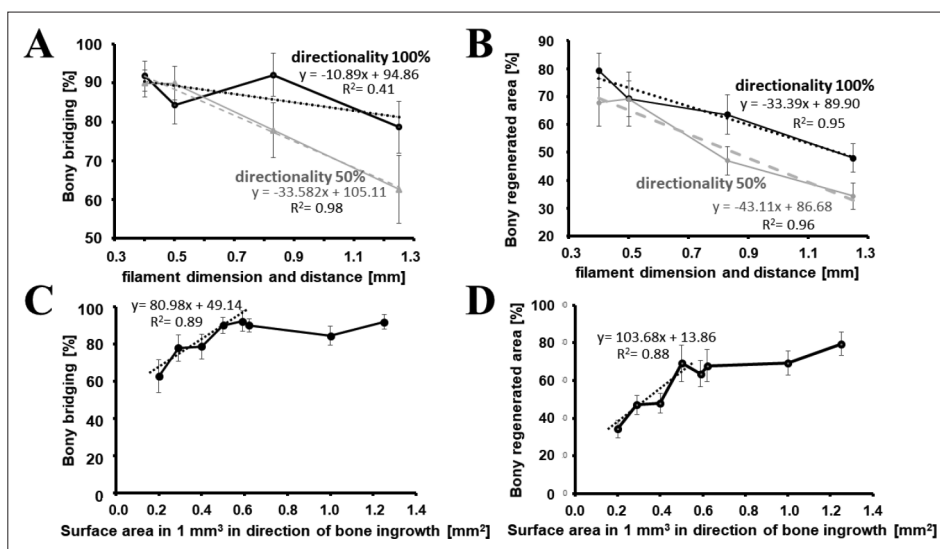 A
Bony bridging [%]
100
90
80
70
60
50
directionality 100%
y = -10.89x + 94.86
R²= 0.41
directionality 50%
y = -33.582x + 105.11
R²= 0.98
0.3 0.5 0.7 0.9 1.1 1.3
filament dimension and distance [mm]
B
Bony regenerated area [%]
90
80
70
60
50
40
30
20
directionality 100%
y = -33.39x + 89.90
R²= 0.95
directionality 50%
y = -43.11x + 86.68
R²= 0.96
0.3 0.5 0.7 0.9 1.1 1.3
filament dimension and distance [mm]
C
Bony bridging [%]
100
80
60
40
20
0
y= 80.98x + 49.14
R²= 0.89
0.0 0.2 0.4 0.6 0.8 1.0 1.2 1.4
Surface area in 1 mm³ in direction of bone ingrowth [mm²]
D
Bony regenerated area [%]
100
80
60
40
20
0
y = 103.68x + 13.86
R²= 0.88
0.0 0.2 0.4 0.6 0.8 1.0 1.2 1.4
Surface area in 1 mm³ in direction of bone ingrowth [mm²]